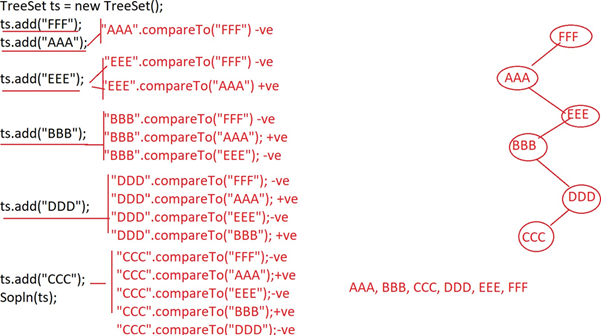 TreeSet ts = new TreeSet();
ts.add("FFF");
ts.add("AAA");
"AAA".compareTo("FFF") -ve
ts.add("EEE");
"EEE".compareTo("FFF") -ve
"EEE".compareTo("AAA") +ve
ts.add("BBB");
"BBB".compareTo("FFF") -ve
"BBB".compareTo("AAA"); +ve
"BBB".compareTo("EEE"); -ve
ts.add("DDD");
"DDD".compareTo("FFF"); -ve
"DDD".compareTo("AAA"); +ve
"DDD".compareTo("EEE");-ve
"DDD".compareTo("BBB"); +ve
ts.add("CCC");
Sopln(ts);
"CCC".compareTo("FFF");-ve
"CCC".compareTo("AAA");+ve
"CCC".compareTo("EEE");-ve
"CCC".compareTo("BBB");+ve
"CCC".compareTo("DDD");-ve
FFF
AAA
EEE
BBB
DDD
CCC
AAA, BBB, CCC, DDD, EEE, FFF